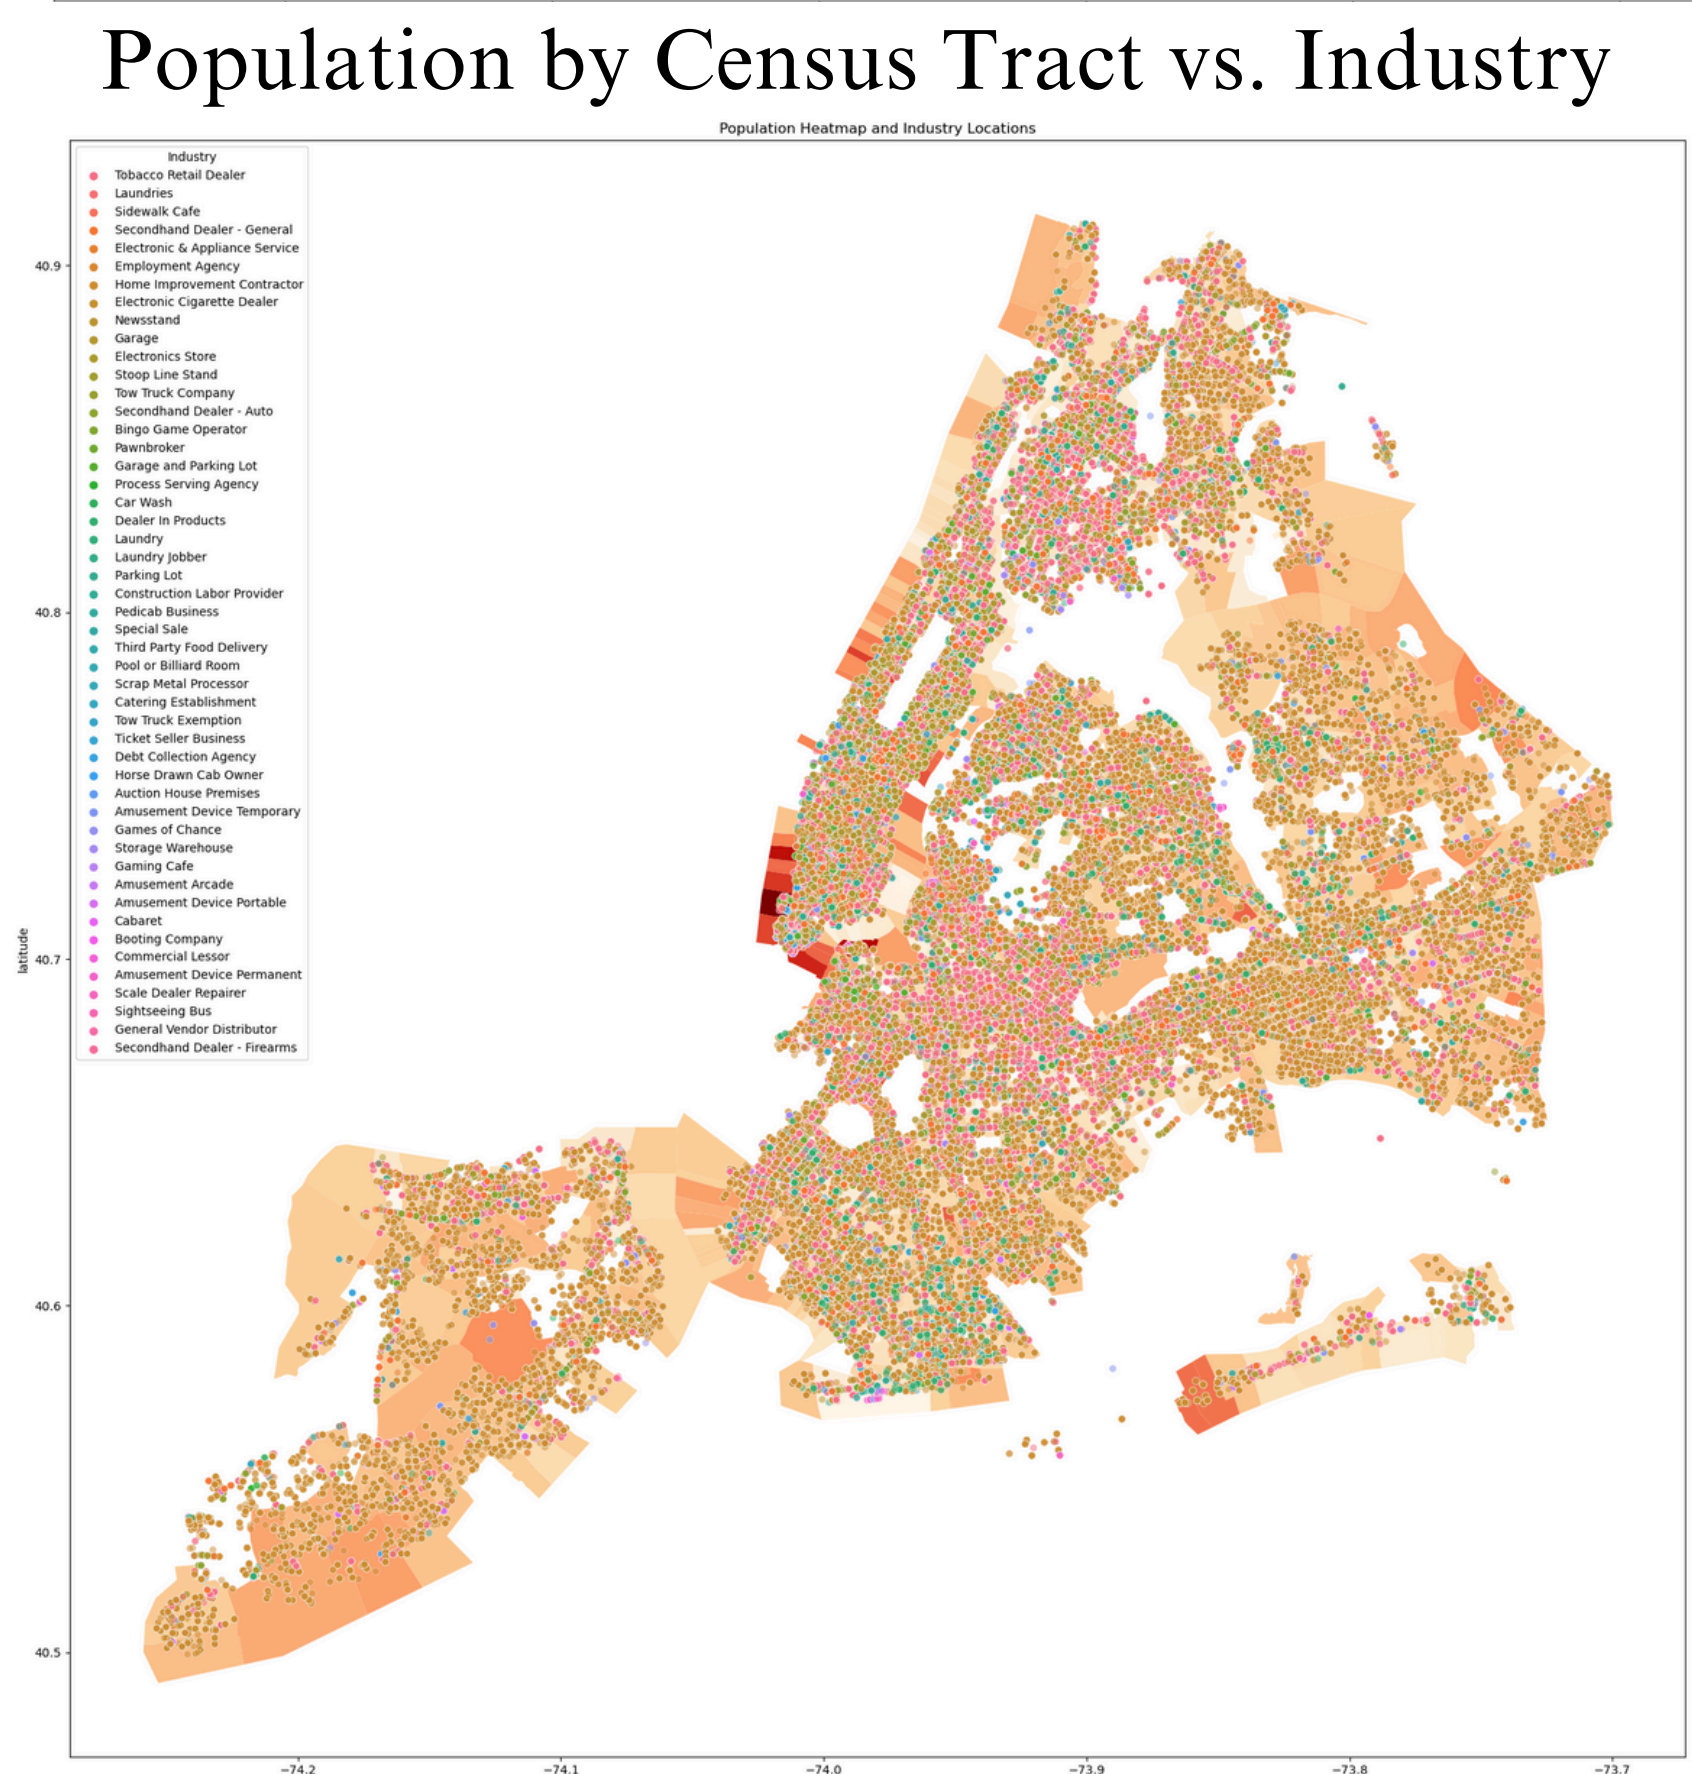 Population by Census Tract vs. Industry
Population Heatmap and Industry Locations
Industry
Tobacco Retail Dealer
Laundries
Sidewalk Cafe
Secondhand Dealer - General
Electronic & Appliance Service
Employment Agency
Home Improvement Contractor
Electronic Cigarette Dealer
Newsstand
Garage
Electronics Store
Stoop Line Stand
Tow Truck Company
Secondhand Dealer - Auto
Bingo Game Operator
Pawnbroker
Garage and Parking Lot
Process Serving Agency
Car Wash
Dealer In Products
Laundry
Laundry Jobber
Parking Lot
Construction Labor Provider
Pedicab Business
Special Sale
Third Party Food Delivery
Pool or Billiard Room
Scrap Metal Processor
Catering Establishment
Tow Truck Exemption
Ticket Seller Business
Debt Collection Agency
Horse Drawn Cab Owner
Auction House Premises
Amusement Device Temporary
Games of Chance
Storage Warehouse
Gaming Cafe
Amusement Arcade
Amusement Device Portable
Cabaret
Booting Company
Commercial Lessor
Amusement Device Permanent
Scale Dealer Repairer
Sightseeing Bus
General Vendor Distributor
Secondhand Dealer - Firearms
40.9
40.8
40.7
40.6
40.5
latitude
−74.2
−74.1
−74.0
−73.9
−73.8
−73.7